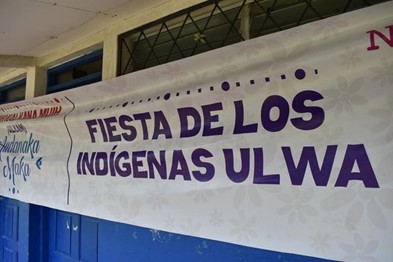 FIESTA DE LOS
INDÍGENAS ULWA
N